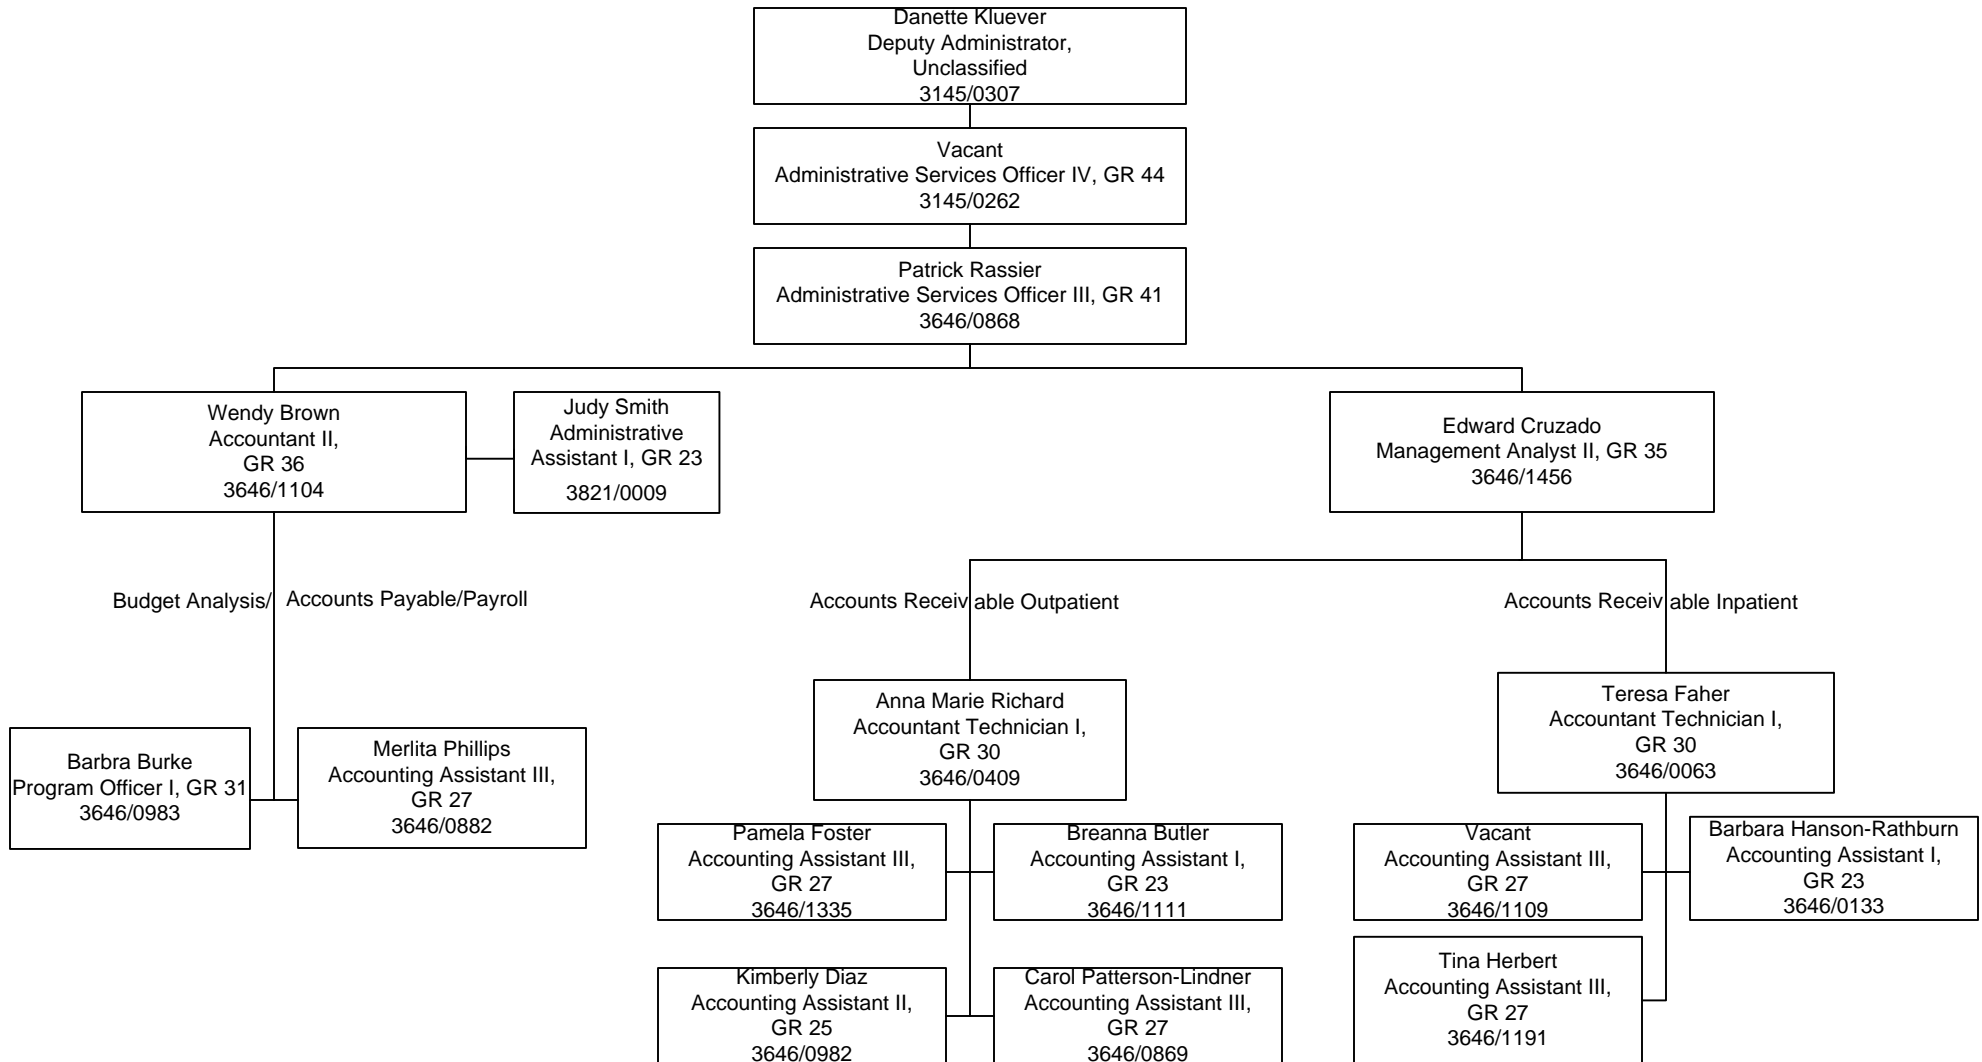 Danette Kluever
Deputy Administrator,
Unclassified
3145/0307
Vacant
Administrative Services Officer IV, GR 44
3145/0262
Patrick Rassier
Administrative Services Officer III, GR 41
3646/0868
Wendy Brown
Accountant II,
GR 36
3646/1104
Judy Smith
Administrative
Assistant I, GR 23
3821/0009
Edward Cruzado
Management Analyst II, GR 35
3646/1456
Budget Analysis/ Accounts Payable/Payroll
Accounts Receivable Outpatient
Accounts Receivable Inpatient
Barbra Burke
Program Officer I, GR 31
3646/0983
Merlita Phillips
Accounting Assistant III,
GR 27
3646/0882
Anna Marie Richard
Accountant Technician I,
GR 30
3646/0409
Teresa Faher
Accountant Technician I,
GR 30
3646/0063
Pamela Foster
Accounting Assistant III,
GR 27
3646/1335
Breanna Butler
Accounting Assistant I,
GR 23
3646/1111
Vacant
Accounting Assistant III,
GR 27
3646/1109
Barbara Hanson-Rathburn
Accounting Assistant I,
GR 23
3646/0133
Kimberly Diaz
Accounting Assistant II,
GR 25
3646/0982
Carol Patterson-Lindner
Accounting Assistant III,
GR 27
3646/0869
Tina Herbert
Accounting Assistant III,
GR 27
3646/1191